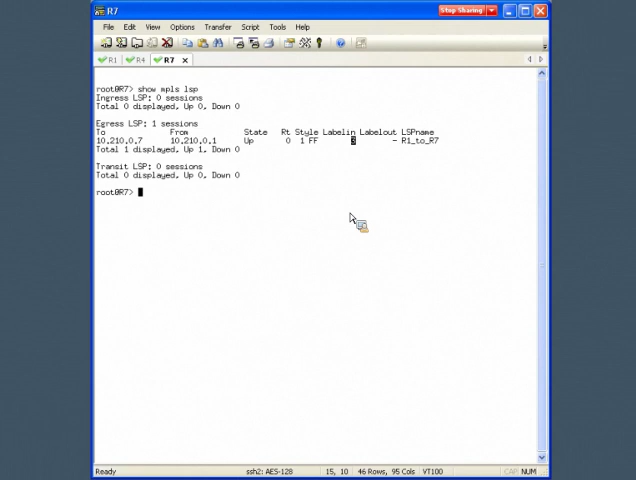 R7
Stop Sharing
File Edit View Options Transfer Script Tools Help
R1 R4 R7
root@R7> show mpls lsp
Ingress LSP: 0 sessions
Total 0 displayed, Up 0, Down 0
Egress LSP: 1 sessions
To From State Rt Style Labelin Labelout LSPname
10.210.0.7 10.210.0.1 Up 0 1 FF 3 - R1_to_R7
Total 1 displayed, Up 1, Down 0
Transit LSP: 0 sessions
Total 0 displayed, Up 0, Down 0
root@R7>
Ready ssh2: AES-128 15, 10 46 Rows, 95 Cols VT100 CAP NUM